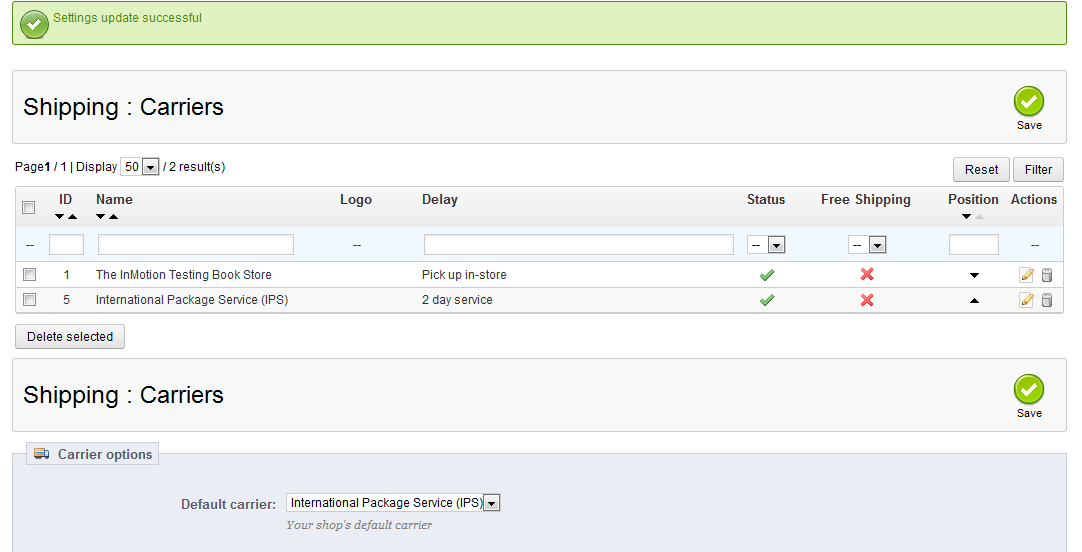 Settings update successful
Shipping : Carriers
Save
Page1 / 1 | Display 50 / 2 result(s)
Reset Filter
ID Name Logo Delay Status Free Shipping Position Actions
-- -- -- -- --
1 The InMotion Testing Book Store Pick up in-store
5 International Package Service (IPS) 2 day service
Delete selected
Shipping : Carriers
Save
Carrier options
Default carrier: International Package Service (IPS)
Your shop's default carrier